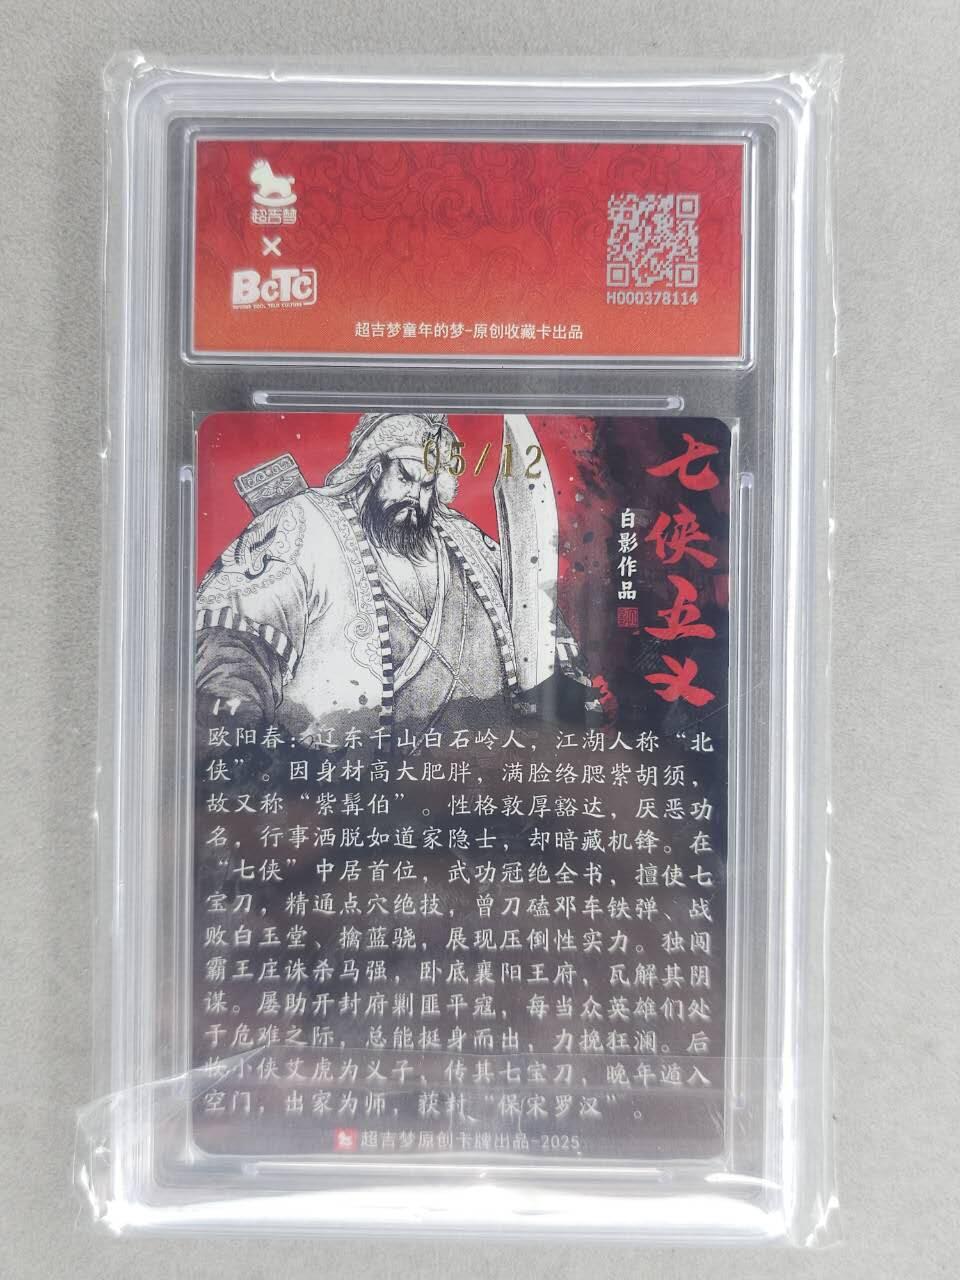 超吉梦
×
BCTC
H000378114
超吉梦童年的梦-原创收藏卡出品
05/12
七侠五义
白影作品
17
欧阳春：辽东千山白石岭人，江湖人称“北
侠”。因身材高大肥胖，满脸络腮紫胡须，
故又称“紫髯伯”。性格敦厚豁达，厌恶功
名，行事洒脱如道家隐士，却暗藏机锋。在
“七侠”中居首位，武功冠绝全书，擅使七
宝刀，精通点穴绝技，曾刀磕邓车铁弹、战
败白玉堂、擒蓝骁，展现压倒性实力。独闯
霸王庄诛杀马强，卧底襄阳王府，瓦解其阴
谋。屡助开封府剿匪平寇，每当众英雄们处
于危难之际，总能挺身而出，力挽狂澜。后
收小侠艾虎为义子，传其七宝刀，晚年遁入
空门，出家为师，获封“保宋罗汉”。
超吉梦原创卡牌出品-2025